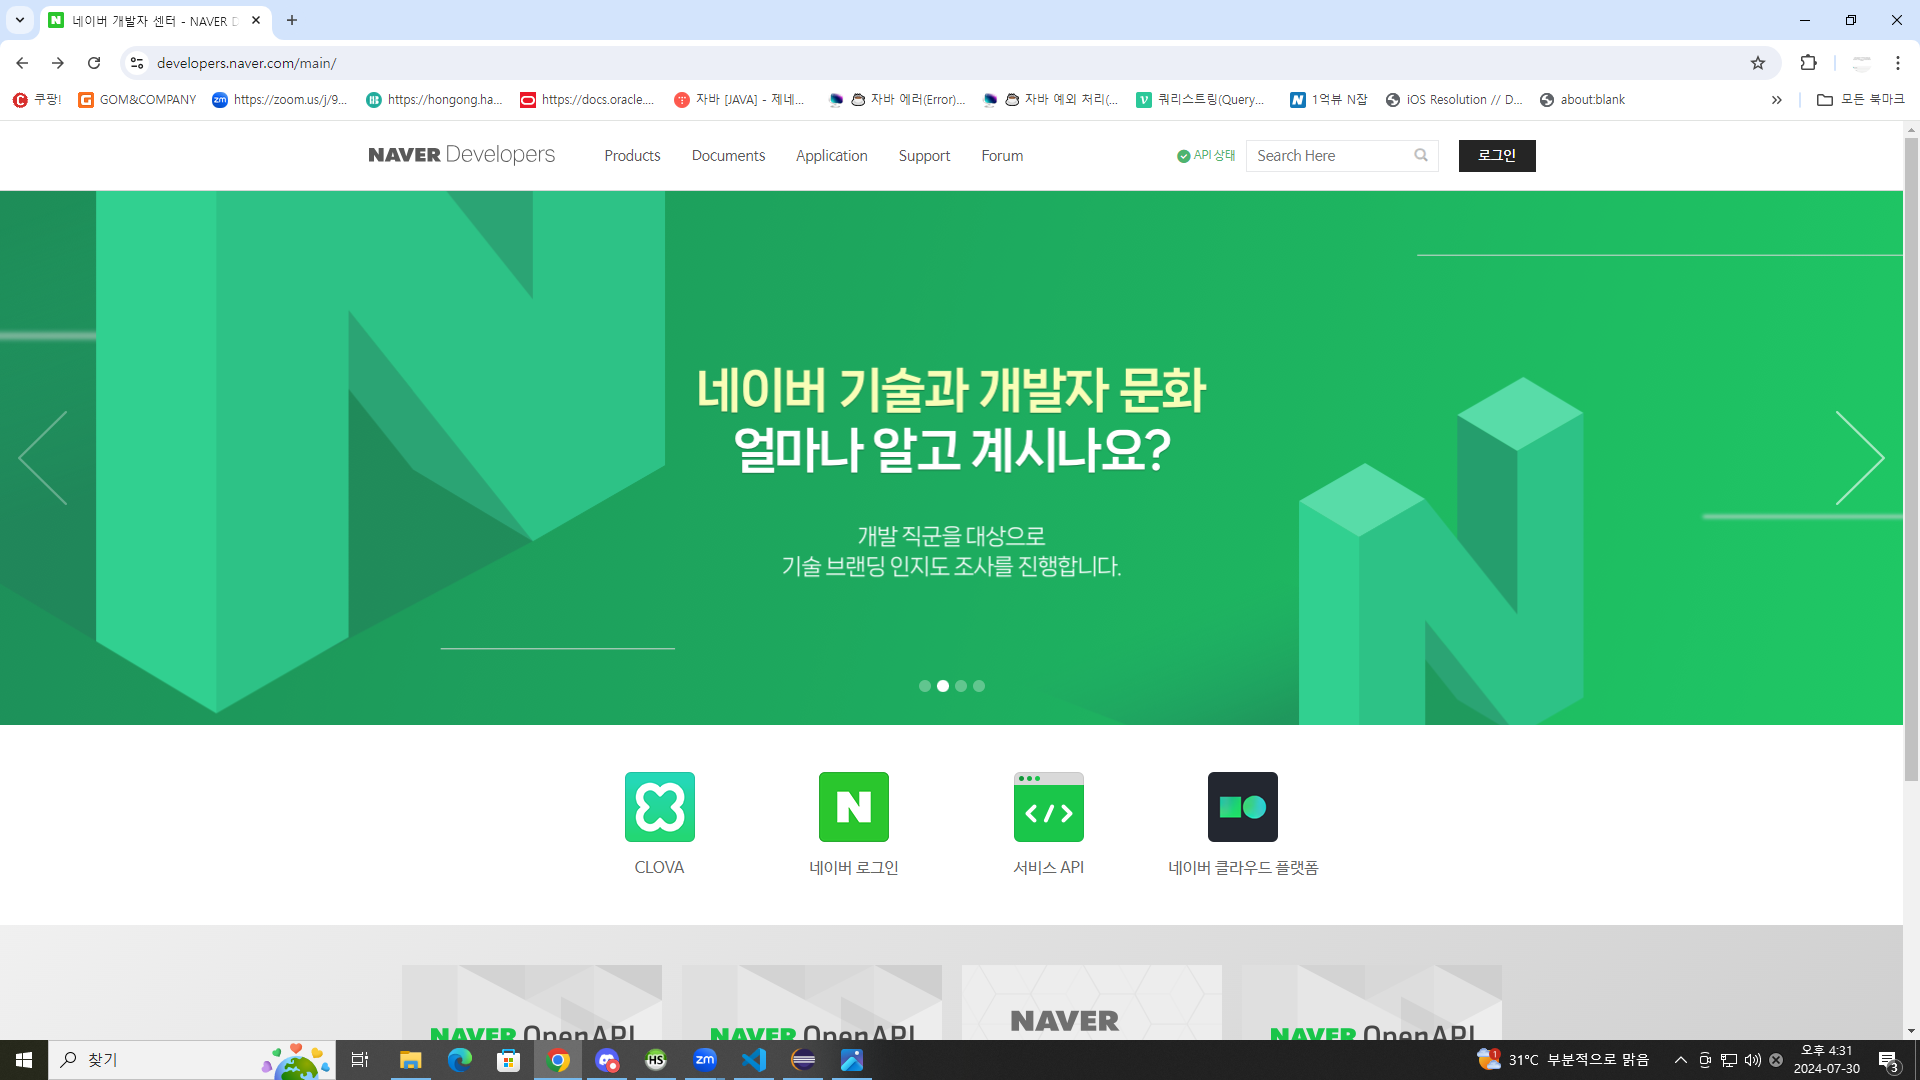 네이버 개발자 센터 - NAVER D
developers.naver.com/main/
쿠팡!
GOM&COMPANY
https://zoom.us/j/9...
https://hongong.ha...
https://docs.oracle....
자바 [JAVA] - 제네...
자바 에러(Error)...
자바 예외 처리(...
쿼리스트링(Query...
1억뷰 N잡
iOS Resolution // D...
about:blank
모든 북마크
NAVER Developers
Products
Documents
Application
Support
Forum
API 상태
Search Here
로그인
네이버 기술과 개발자 문화
얼마나 알고 계시나요?
개발 직군을 대상으로
기술 브랜딩 인지도 조사를 진행합니다.
CLOVA
네이버 로그인
서비스 API
네이버 클라우드 플랫폼
NAVER OpenAPI
NAVER OpenAPI
NAVER
NAVER OpenAPI
찾기
HS
zm
1
31°C 부분적으로 맑음
오후 4:31
2024-07-30
3